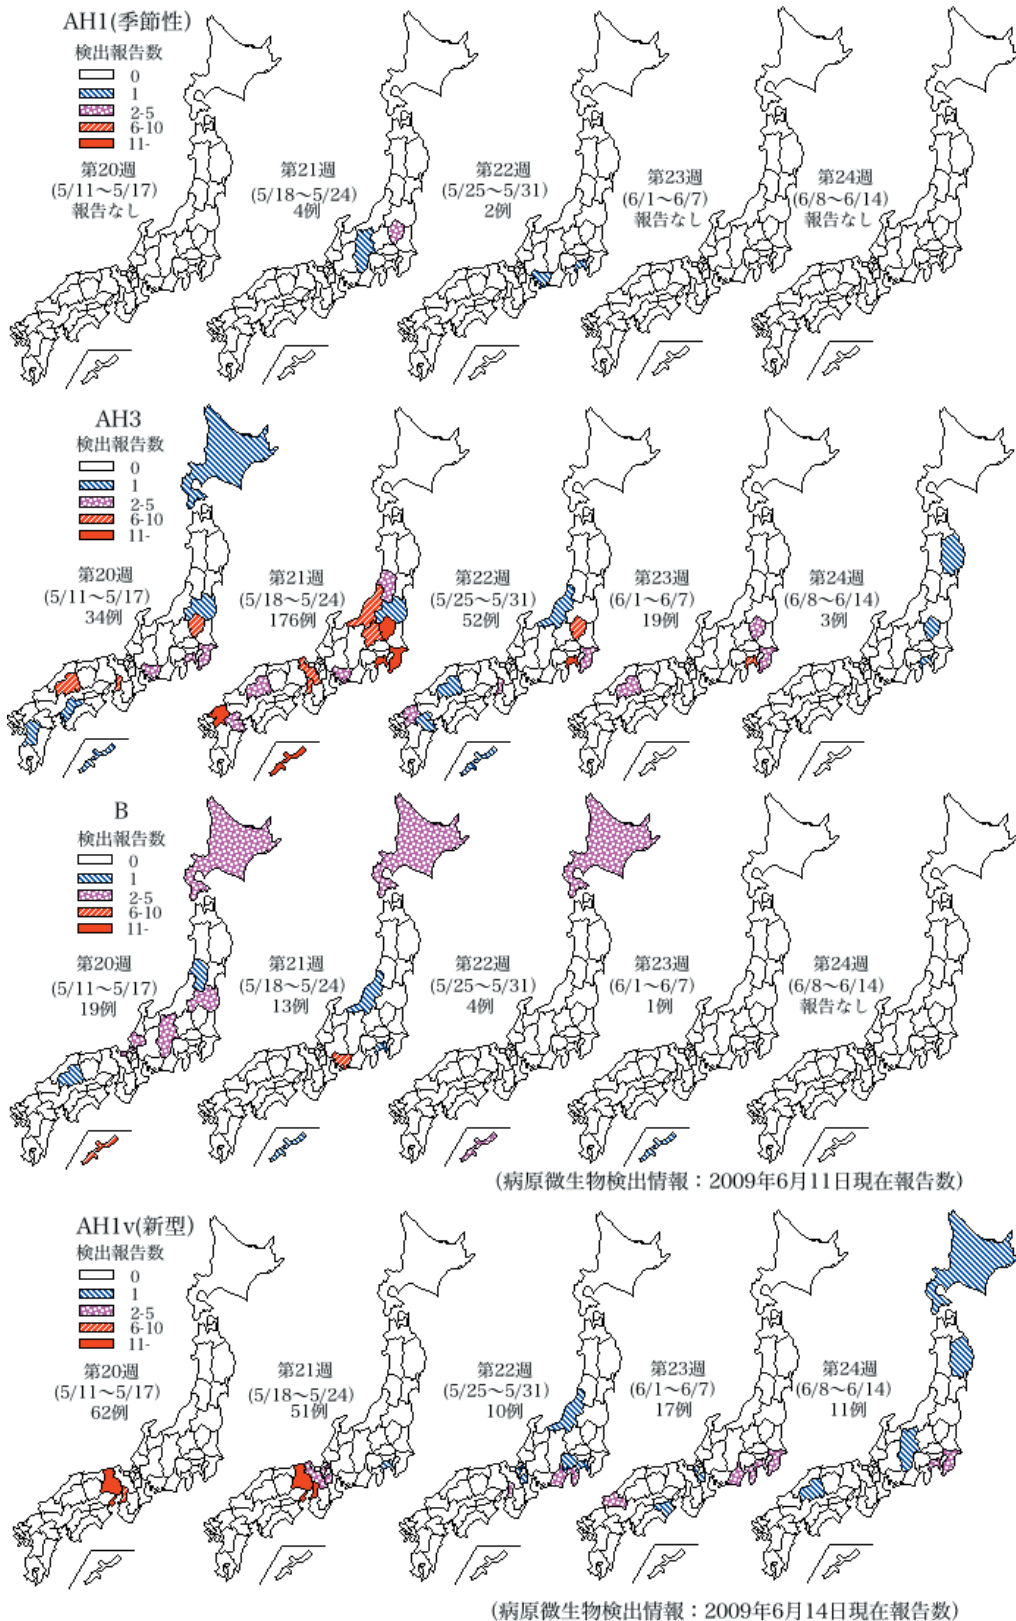 AH1(季節性)
検出報告数
0
1
2-5
6-10
11-
第20週
(5/11～5/17)
報告なし
第21週
(5/18～5/24)
4例
第22週
(5/25～5/31)
2例
第23週
(6/1～6/7)
報告なし
第24週
(6/8～6/14)
報告なし
AH3
検出報告数
0
1
2-5
6-10
11-
第20週
(5/11～5/17)
34例
第21週
(5/18～5/24)
176例
第22週
(5/25～5/31)
52例
第23週
(6/1～6/7)
19例
第24週
(6/8～6/14)
3例
B
検出報告数
0
1
2-5
6-10
11-
第20週
(5/11～5/17)
19例
第21週
(5/18～5/24)
13例
第22週
(5/25～5/31)
4例
第23週
(6/1～6/7)
1例
第24週
(6/8～6/14)
報告なし
(病原微生物検出情報：2009年6月11日現在報告数)
AH1v(新型)
検出報告数
0
1
2-5
6-10
11-
第20週
(5/11～5/17)
62例
第21週
(5/18～5/24)
51例
第22週
(5/25～5/31)
10例
第23週
(6/1～6/7)
17例
第24週
(6/8～6/14)
11例
(病原微生物検出情報：2009年6月14日現在報告数)